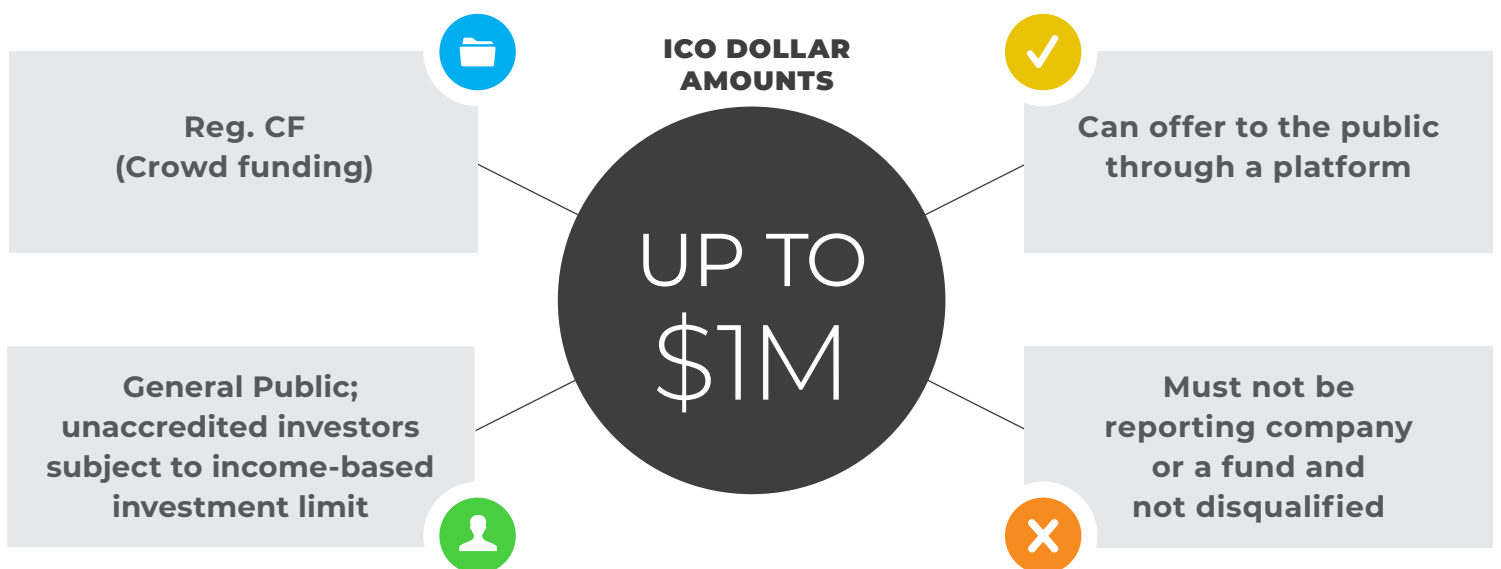 ICO DOLLAR
AMOUNTS
Reg. CF
(Crowd funding)
Can offer to the public
through a platform
UP TO
$1M
General Public;
unaccredited investors
subject to income-based
investment limit
Must not be
reporting company
or a fund and
not disqualified